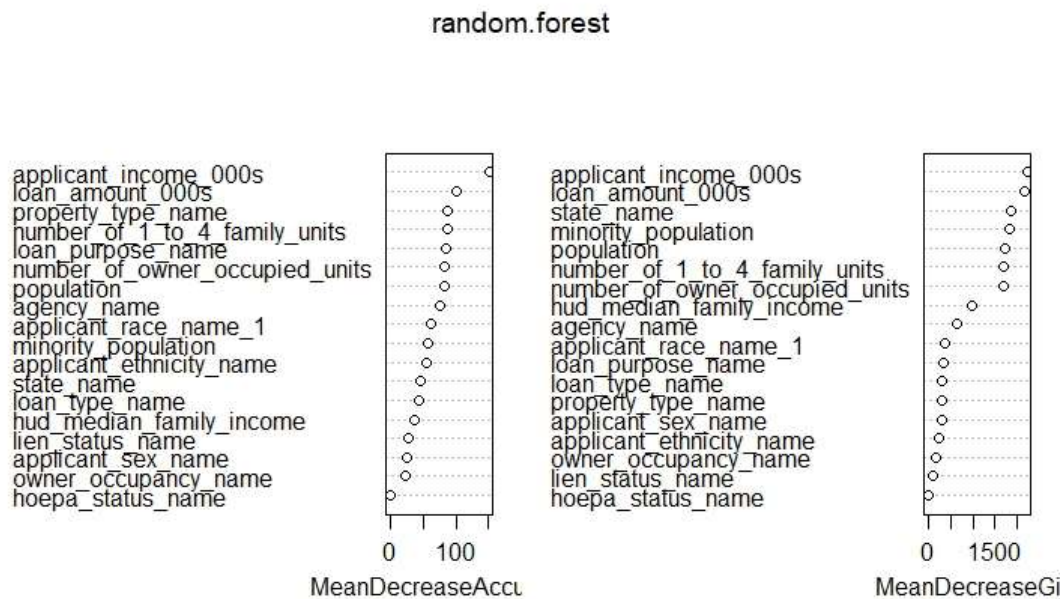 random.forest
applicant_income_000s
loan_amount_000s
property_type_name
number_of_1_to_4_family_units
loan_purpose_name
number_of_owner_occupied_units
population
agency_name
applicant_race_name_1
minority_population
applicant_ethnicity_name
state_name
loan_type_name
hud_median_family_income
lien_status_name
applicant_sex_name
owner_occupancy_name
hoepa_status_name
0 100
MeanDecreaseAccu
applicant_income_000s
loan_amount_000s
state_name
minority_population
population
number_of_1_to_4_family_units
number_of_owner_occupied_units
hud_median_family_income
agency_name
applicant_race_name_1
loan_purpose_name
loan_type_name
property_type_name
applicant_sex_name
applicant_ethnicity_name
owner_occupancy_name
lien_status_name
hoepa_status_name
0 1500
MeanDecreaseGi